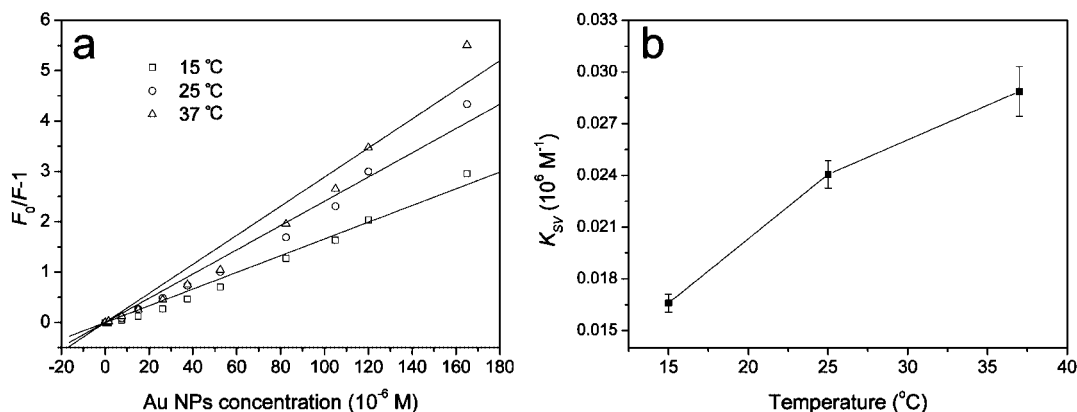 a
15 °C
25 °C
37 °C
6
5
4
3
2
1
0
F₀/F-1
-20 0 20 40 60 80 100 120 140 160 180
Au NPs concentration (10⁻⁶ M)
b
0.033
0.030
0.027
0.024
0.021
0.018
0.015
K_SV (10⁶ M⁻¹)
15 20 25 30 35 40
Temperature (°C)